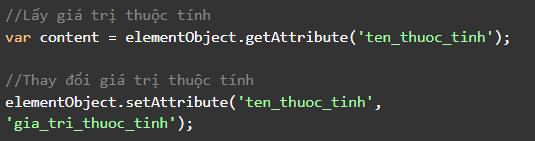 //Lấy giá trị thuộc tính
var content = elementObject.getAttribute('ten_thuoc_tinh');
//Thay đổi giá trị thuộc tính
elementObject.setAttribute('ten_thuoc_tinh',
'gia_tri_thuoc_tinh');